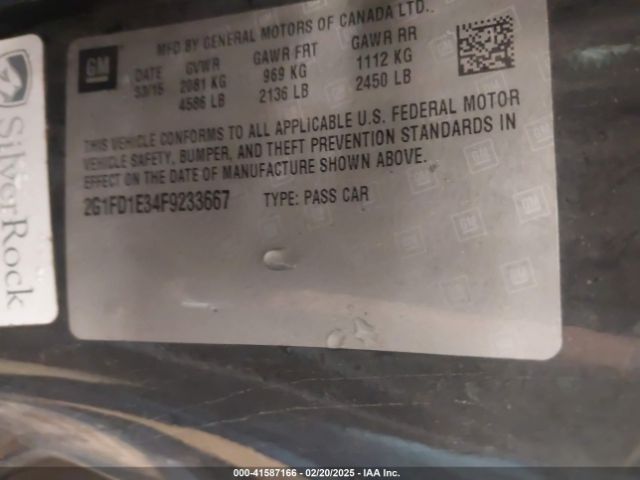 GM
MFD BY GENERAL MOTORS OF CANADA LTD.
DATE GVWR GAWR FRT GAWR RR
03/15 2081 KG 969 KG 1112 KG
4586 LB 2136 LB 2450 LB
THIS VEHICLE CONFORMS TO ALL APPLICABLE U.S. FEDERAL MOTOR
VEHICLE SAFETY, BUMPER, AND THEFT PREVENTION STANDARDS IN
EFFECT ON THE DATE OF MANUFACTURE SHOWN ABOVE.
2G1FD1E34F9233667 TYPE: PASS CAR
SilverRock
000-41587166 — 02/20/2025 — IAA Inc.